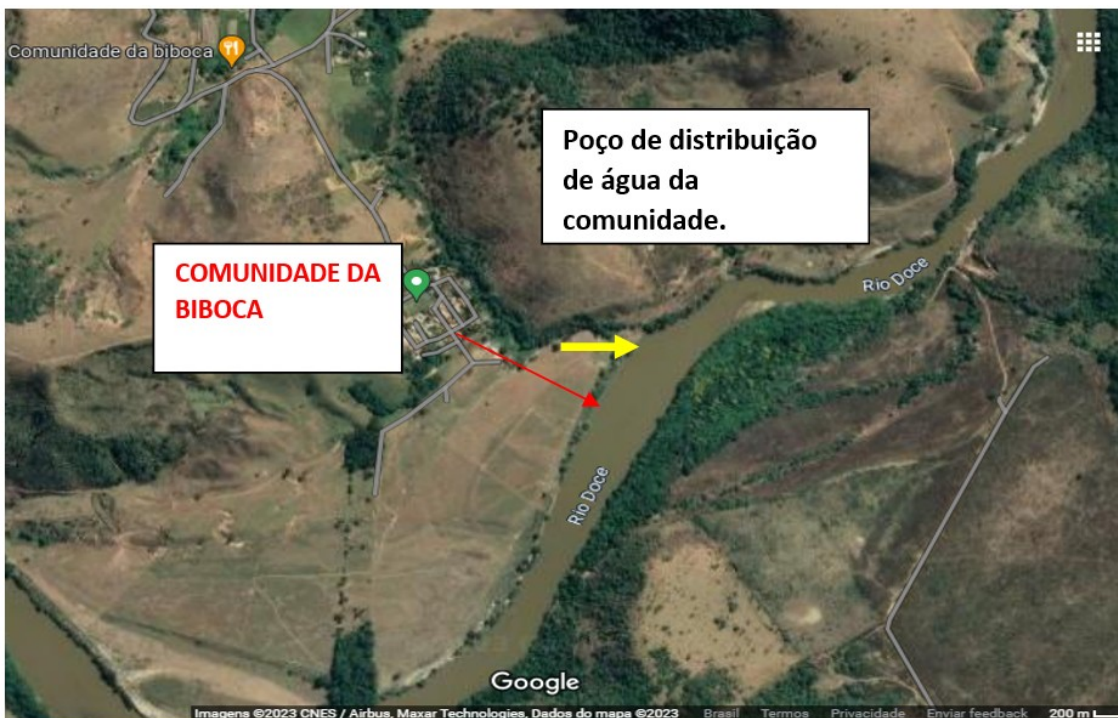 Comunidade da biboca
Poço de distribuição
de água da
comunidade.
COMUNIDADE DA
BIBOCA
Rio Doce
Rio Doce
Google
Imagens ©2023 CNES / Airbus, Maxar Technologies, Dados do mapa ©2023 Brasil Termos Privacidade Enviar feedback 200 m